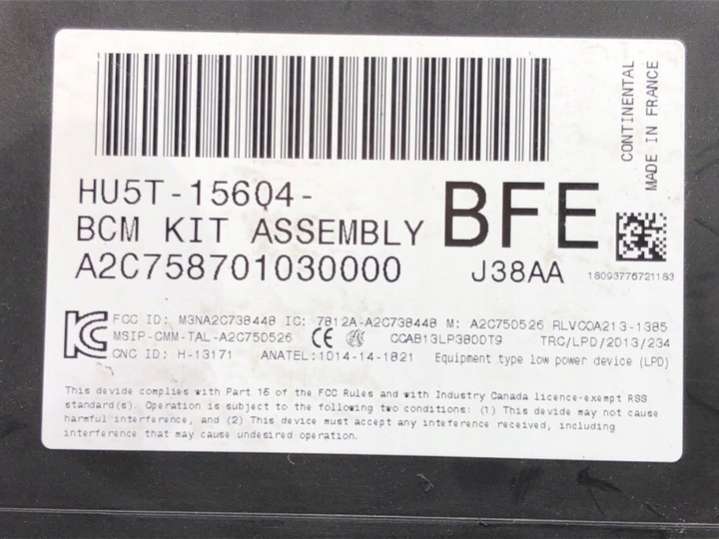 CONTINENTAL
MADE IN FRANCE
HU5T-15604-
BFE
BCM KIT ASSEMBLY
A2C758701030000
J38AA
18093776721183
FCC ID: M3NA2C738448 IC: 7812A-A2C738448 M: A2C750526 RLVCOA213-1385
MSIP-CMM-TAL-A2C750526 CE CCAB13LP3800T9 TRC/LPD/2013/234
CNC ID: H-13171 ANATEL:1014-14-1821 Equipment type low power device (LPD)
This device complies with Part 15 of the FCC Rules and with Industry Canada licence-exempt RSS
standard(s). Operation is subject to the following two conditions: (1) This device may not cause
harmful interference, and (2) This device must accept any inteference received, including
interference that may cause undesired operation.